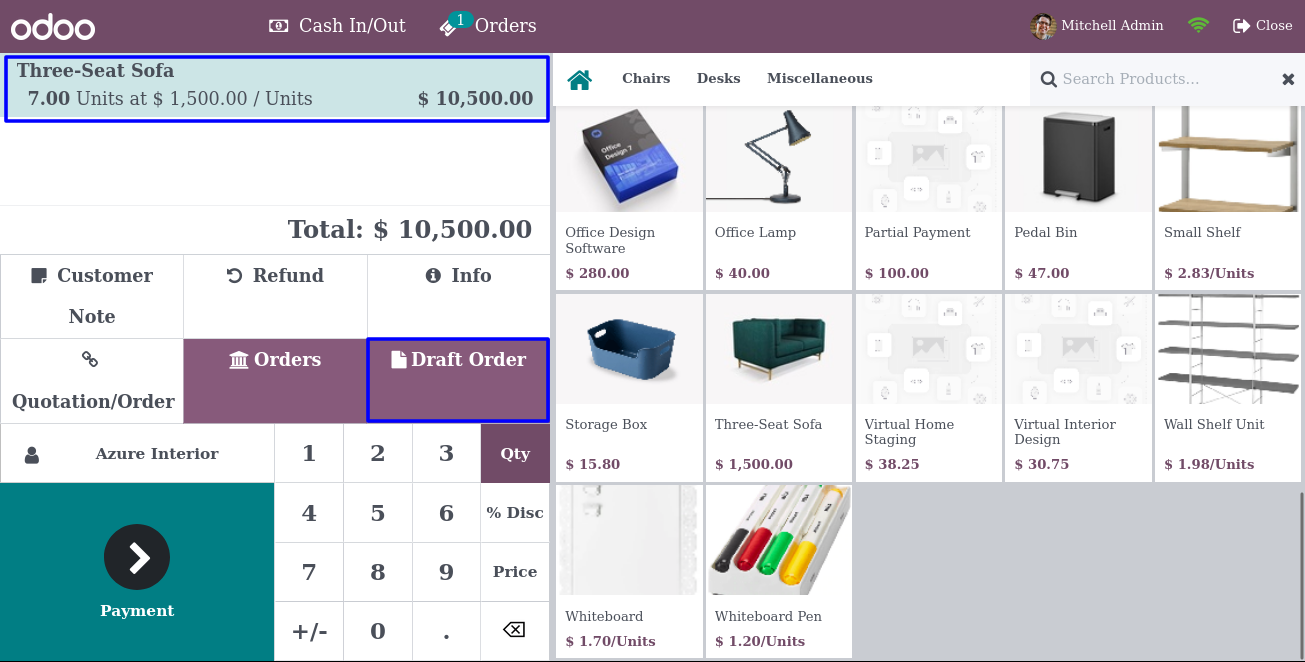 odoo
Cash In/Out
1
Orders
Mitchell Admin
Close
Three-Seat Sofa
7.00 Units at $ 1,500.00 / Units
$ 10,500.00
Total: $ 10,500.00
Customer
Note
Refund
Info
Quotation/Order
Orders
Draft Order
Azure Interior
1
2
3
Qty
4
5
6
% Disc
7
8
9
Price
+/-
0
.
Payment
Chairs
Desks
Miscellaneous
Search Products...
Office
Design 7
Office Design
Software
$ 280.00
Office Lamp
$ 40.00
Partial Payment
$ 100.00
Pedal Bin
$ 47.00
Small Shelf
$ 2.83/Units
Storage Box
$ 15.80
Three-Seat Sofa
$ 1,500.00
Virtual Home
Staging
$ 38.25
Virtual Interior
Design
$ 30.75
Wall Shelf Unit
$ 1.98/Units
Whiteboard
$ 1.70/Units
Whiteboard Pen
$ 1.20/Units